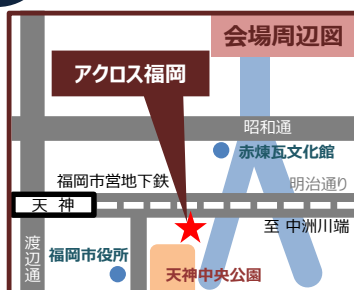 会場周辺図
アクロス福岡
昭和通
赤煉瓦文化館
福岡市営地下鉄
明治通り
天神
至 中洲川端
渡辺通
福岡市役所
天神中央公園